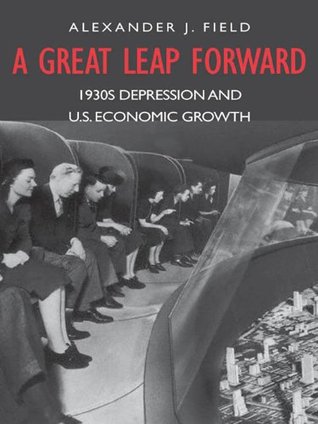 ALEXANDER J. FIELD
A GREAT LEAP FORWARD
1930S DEPRESSION AND
U.S. ECONOMIC GROWTH